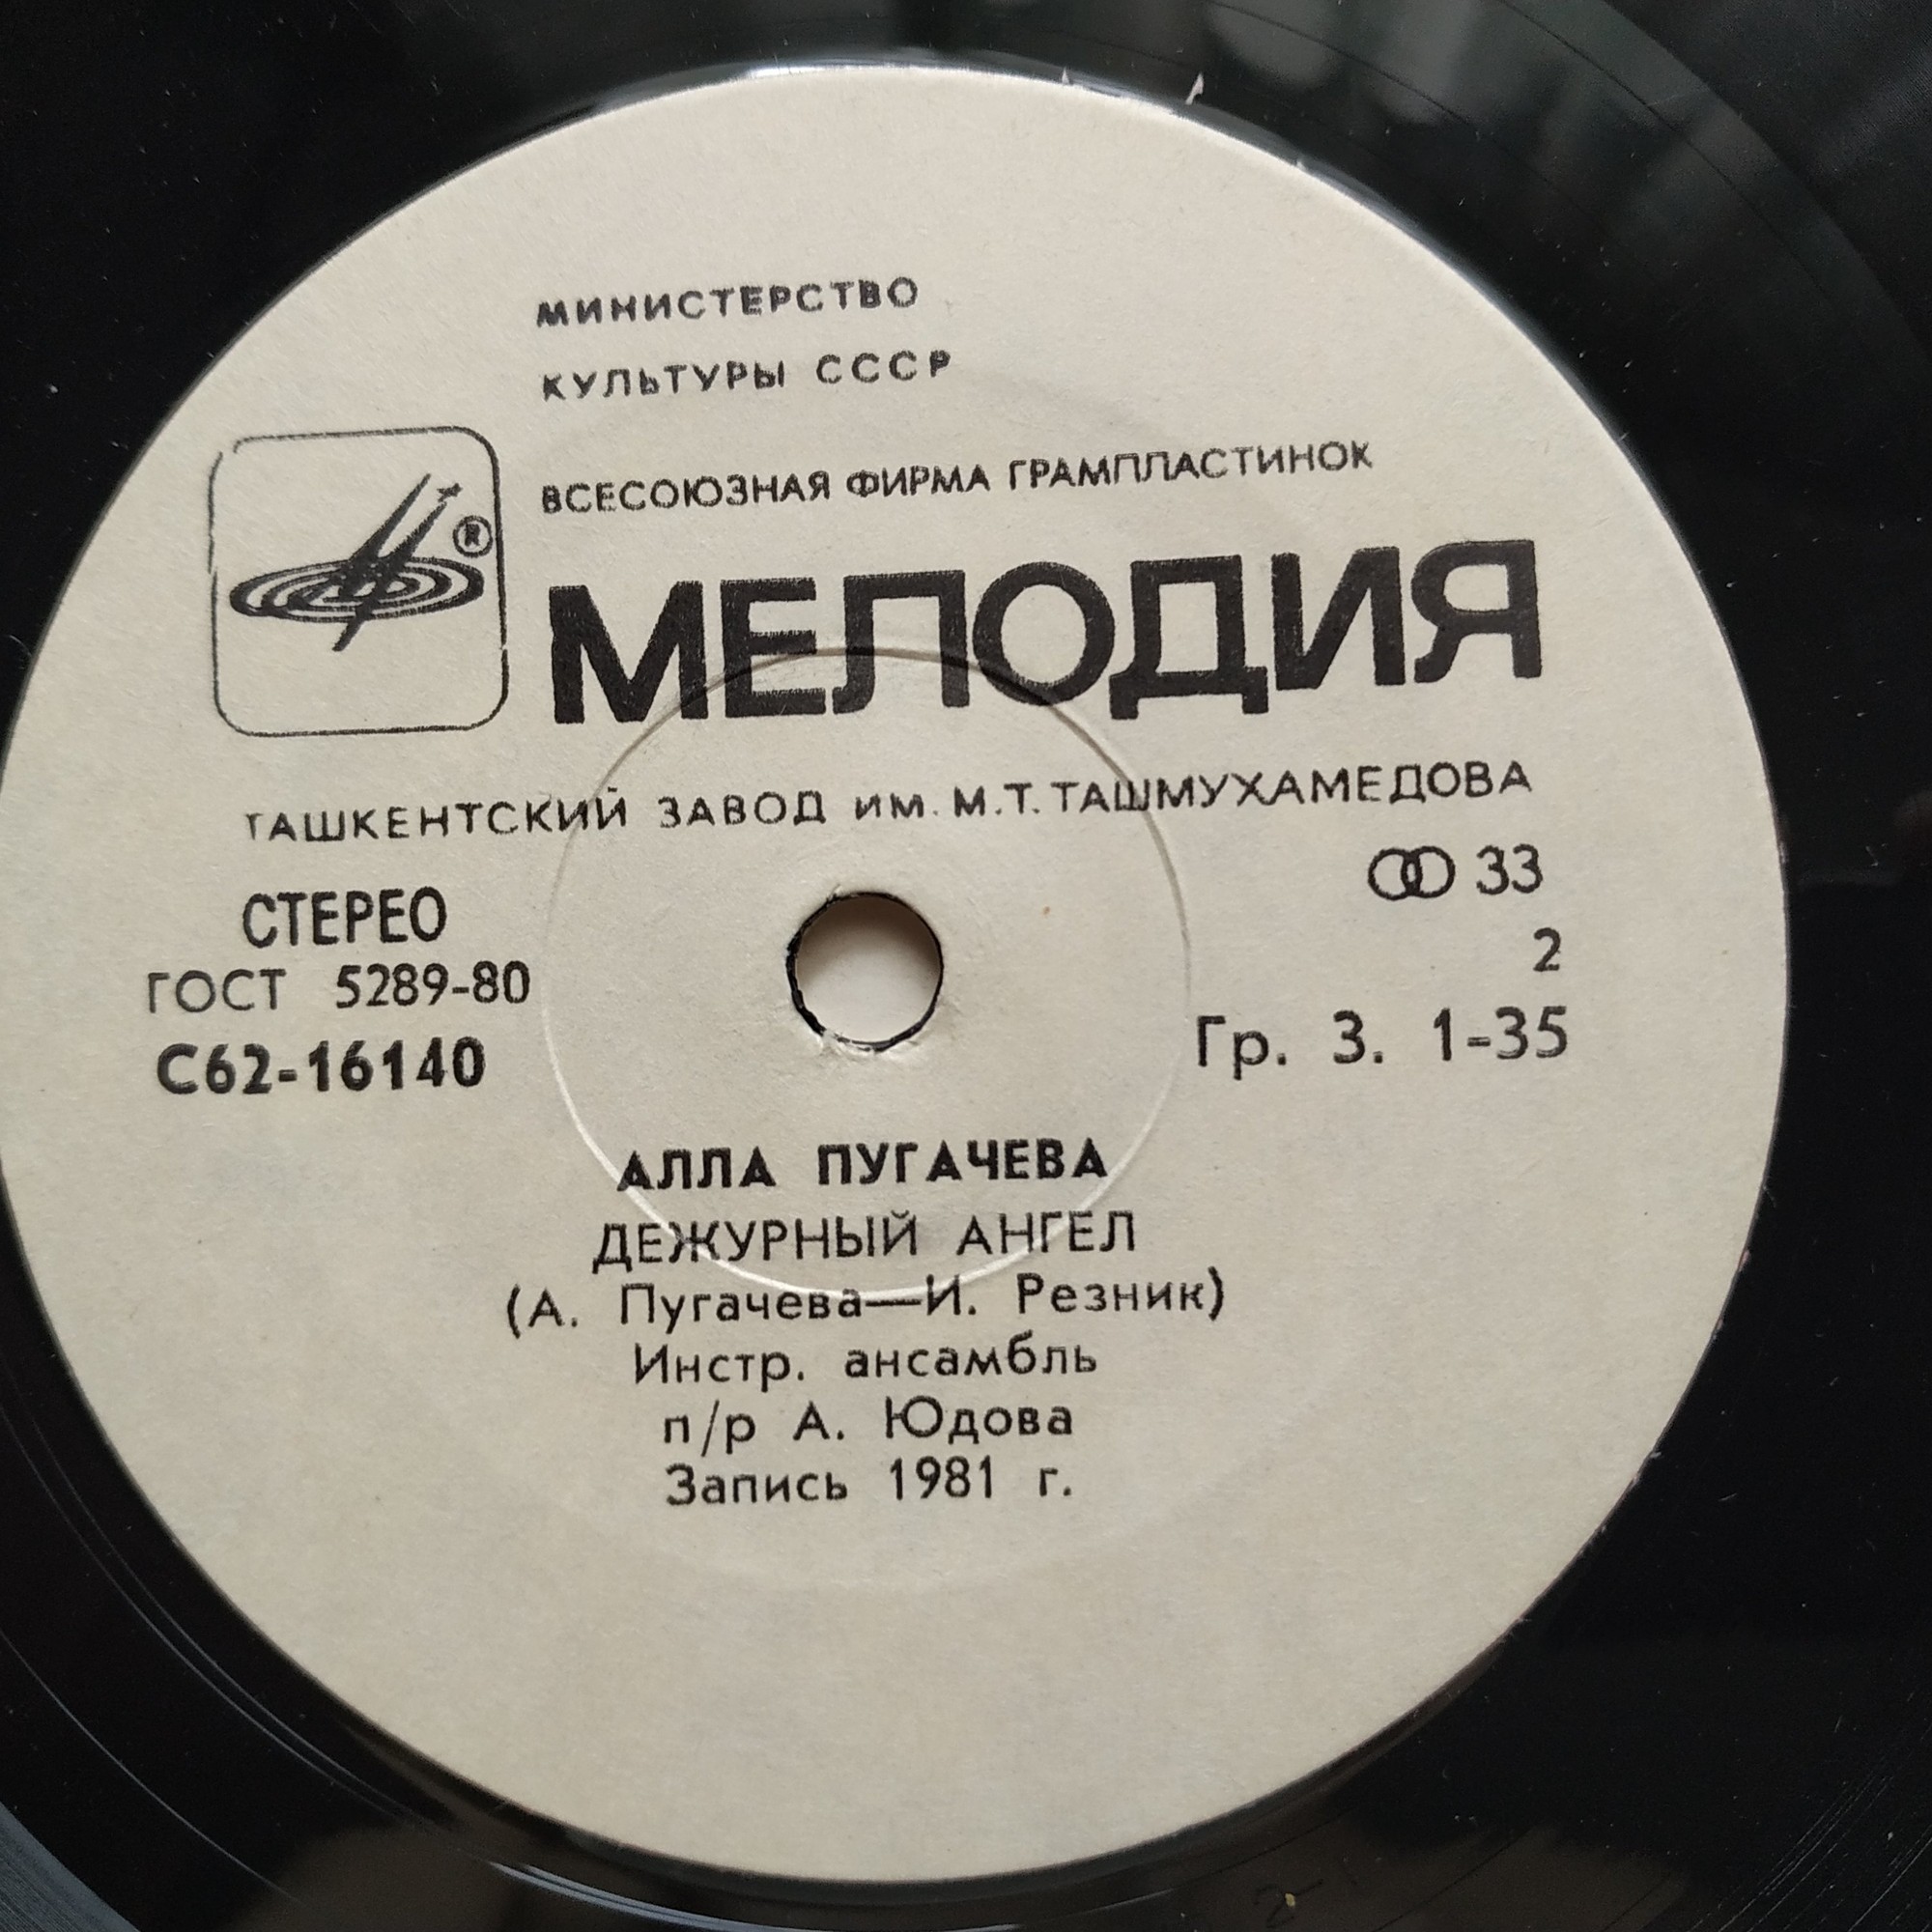 МИНИСТЕРСТВО
КУЛЬТУРЫ СССР
ВСЕСОЮЗНАЯ ФИРМА ГРАМПЛАСТИНОК
®
МЕЛОДИЯ
ТАШКЕНТСКИЙ ЗАВОД им. М.Т. ТАШМУХАМЕДОВА
СТЕРЕО
33
ГОСТ 5289-80
2
С62-16140
Гр. 3. 1-35
АЛЛА ПУГАЧЕВА
ДЕЖУРНЫЙ АНГЕЛ
(А. Пугачева—И. Резник)
Инстр. ансамбль
п/р А. Юдова
Запись 1981 г.